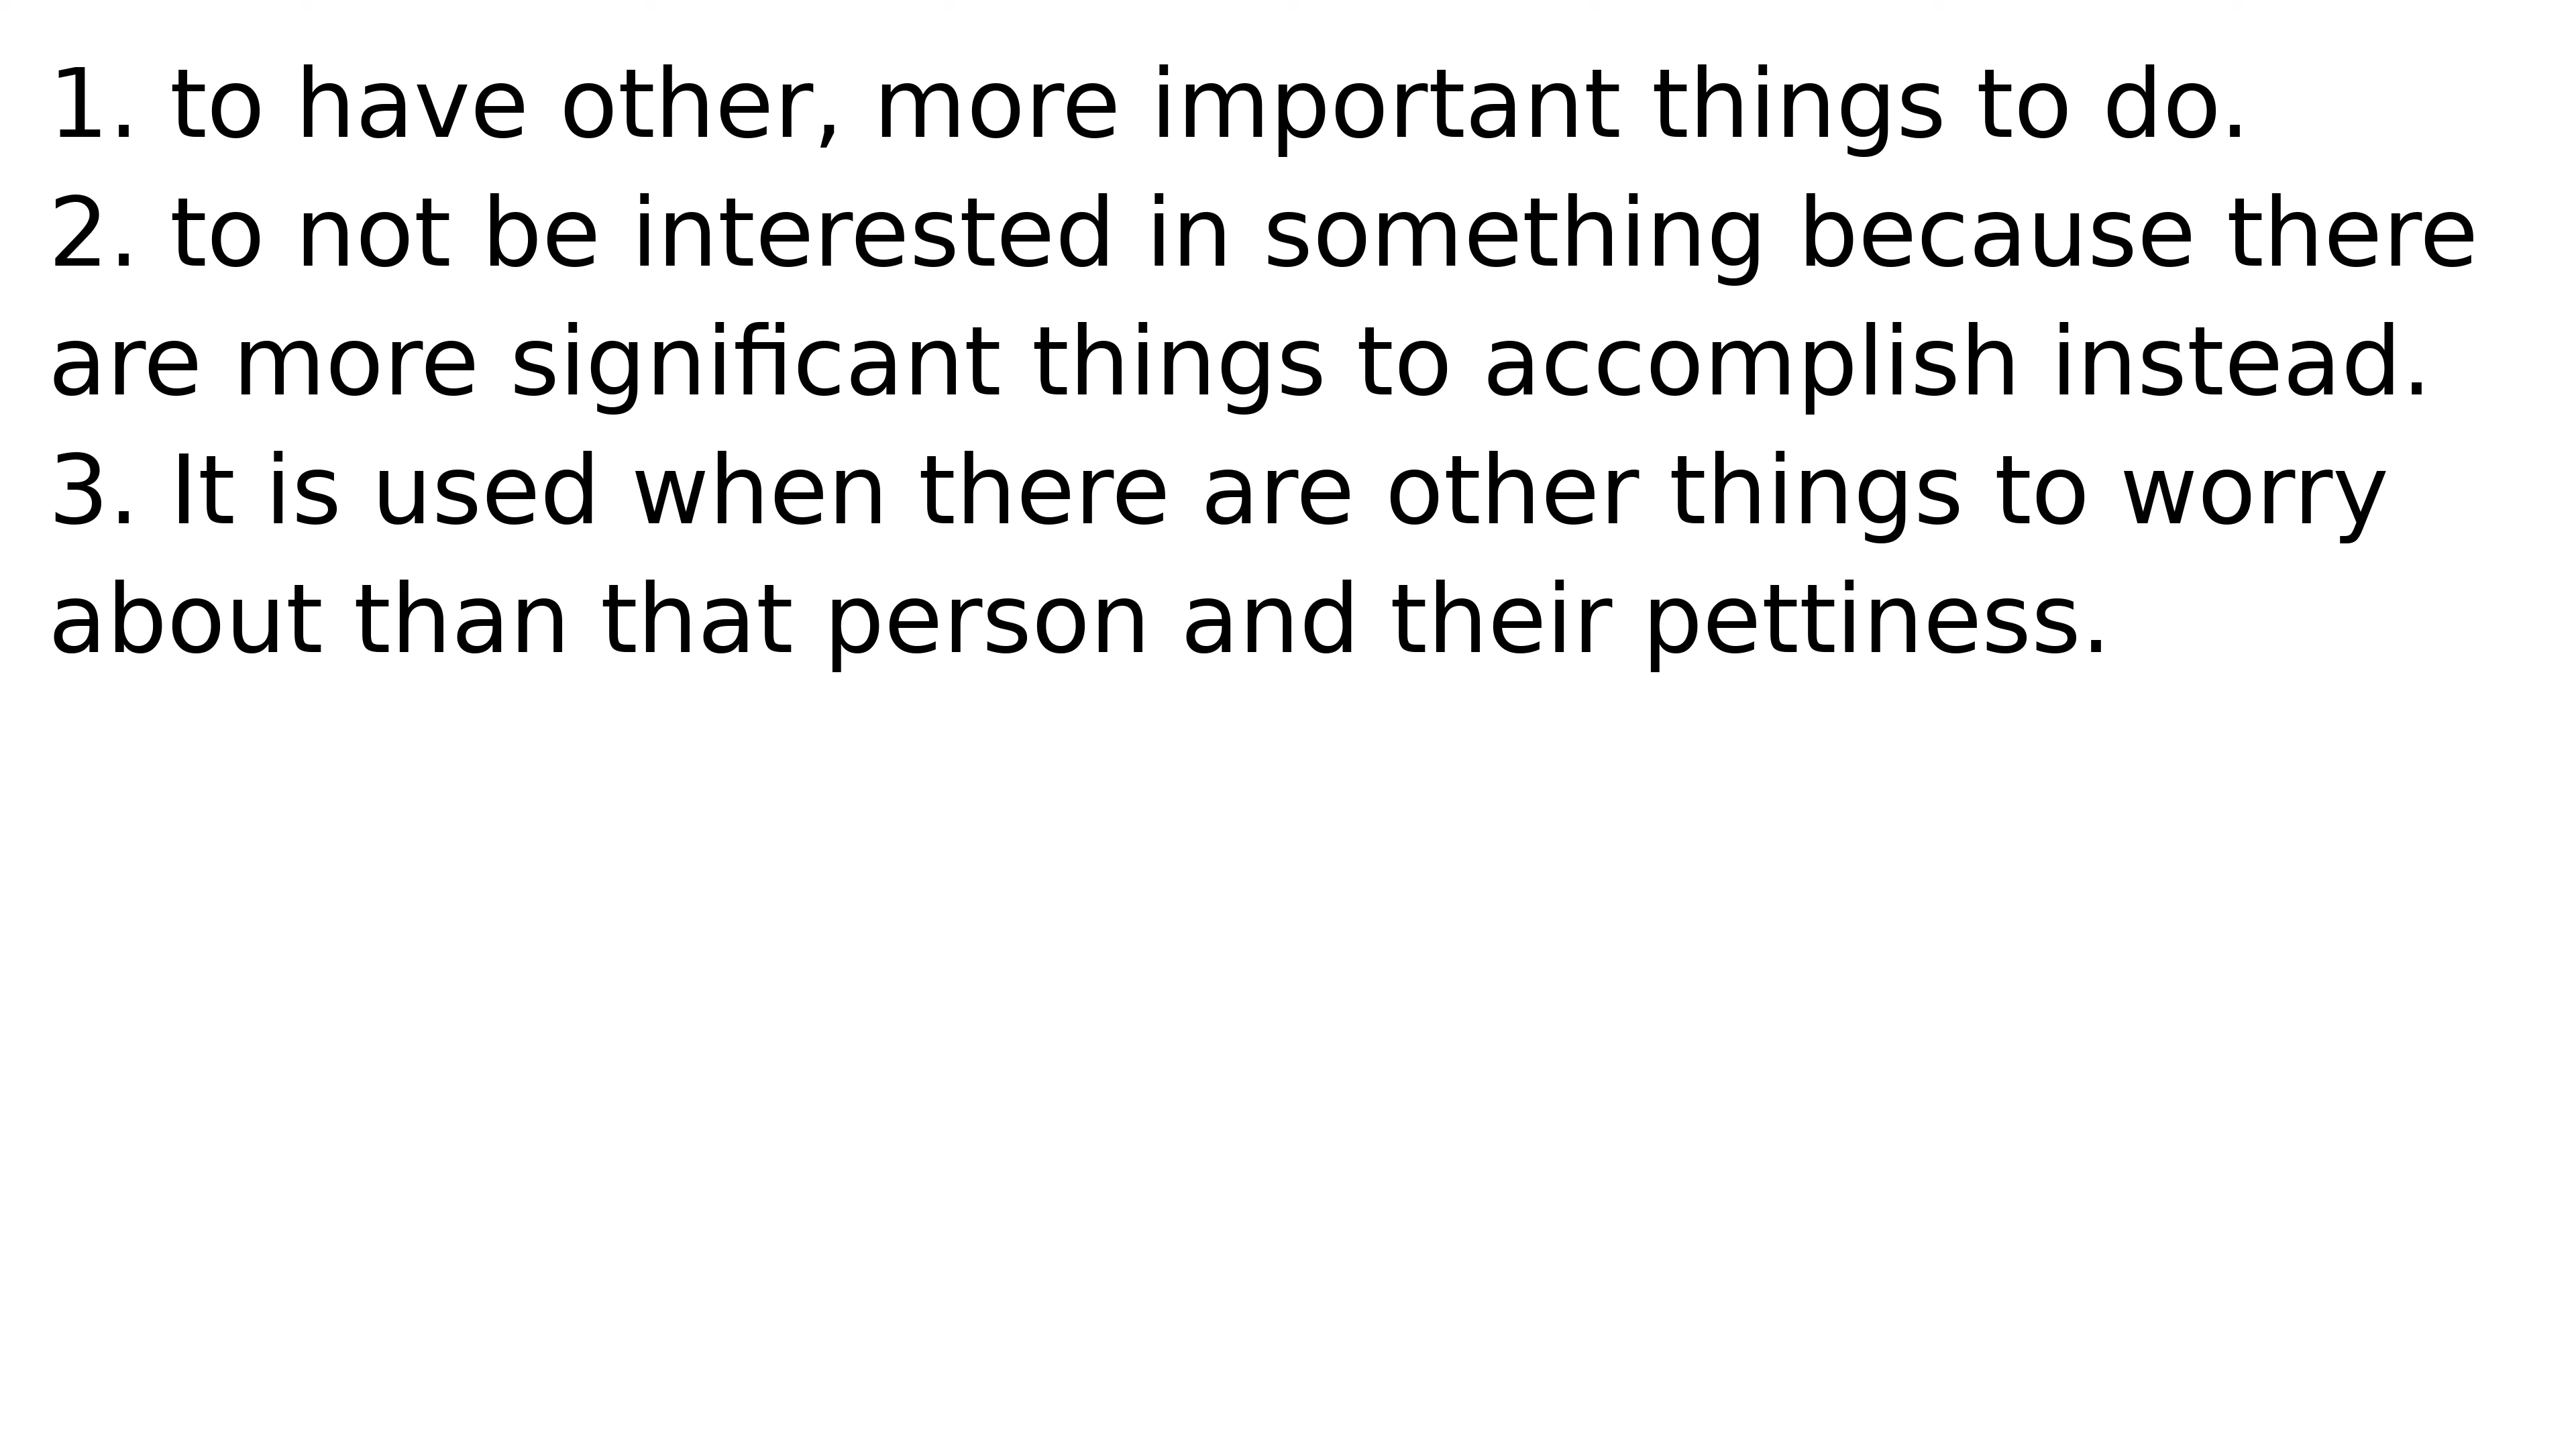 1. to have other, more important things to do.
2. to not be interested in something because there
are more significant things to accomplish instead.
3. It is used when there are other things to worry
about than that person and their pettiness.